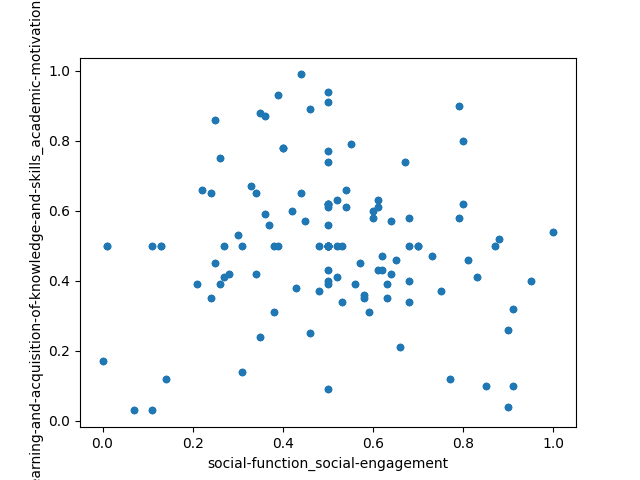 earning-and-acquisition-of-knowledge-and-skills_academic-motivation
1.0
0.8
0.6
0.4
0.2
0.0
0.0 0.2 0.4 0.6 0.8 1.0
social-function_social-engagement